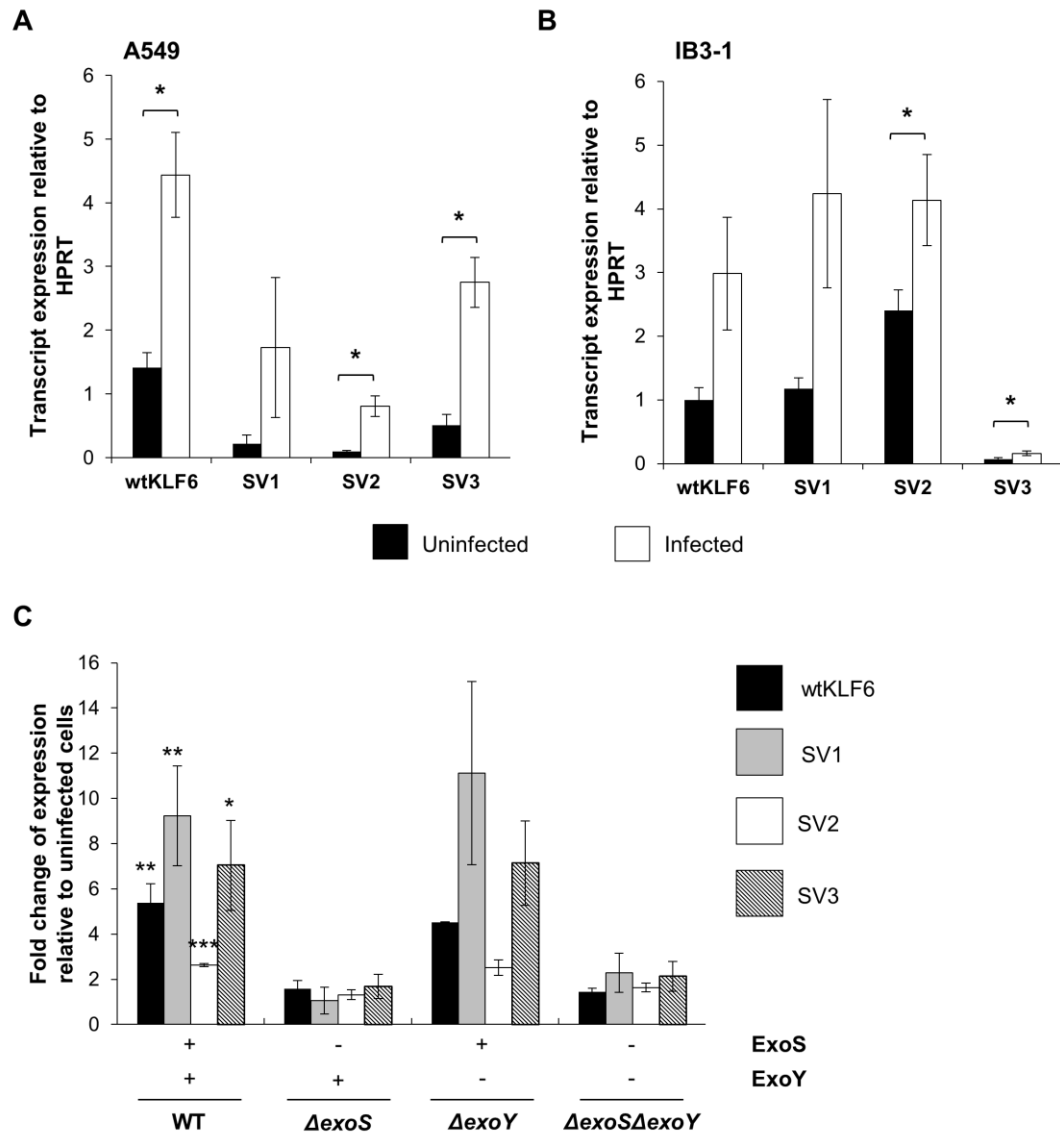 A
A549
Transcript expression relative to
HPRT
6
5
4
3
2
1
0
*
*
*
wtKLF6
SV1
SV2
SV3
B
IB3-1
Transcript expression relative to
HPRT
6
5
4
3
2
1
0
*
*
wtKLF6
SV1
SV2
SV3
Uninfected
Infected
C
Fold change of expression
relative to uninfected cells
16
14
12
10
8
6
4
2
0
**
**
***
*
wtKLF6
SV1
SV2
SV3
+ - + - ExoS
+ + - - ExoY
WT ΔexoS ΔexoY ΔexoSΔexoY